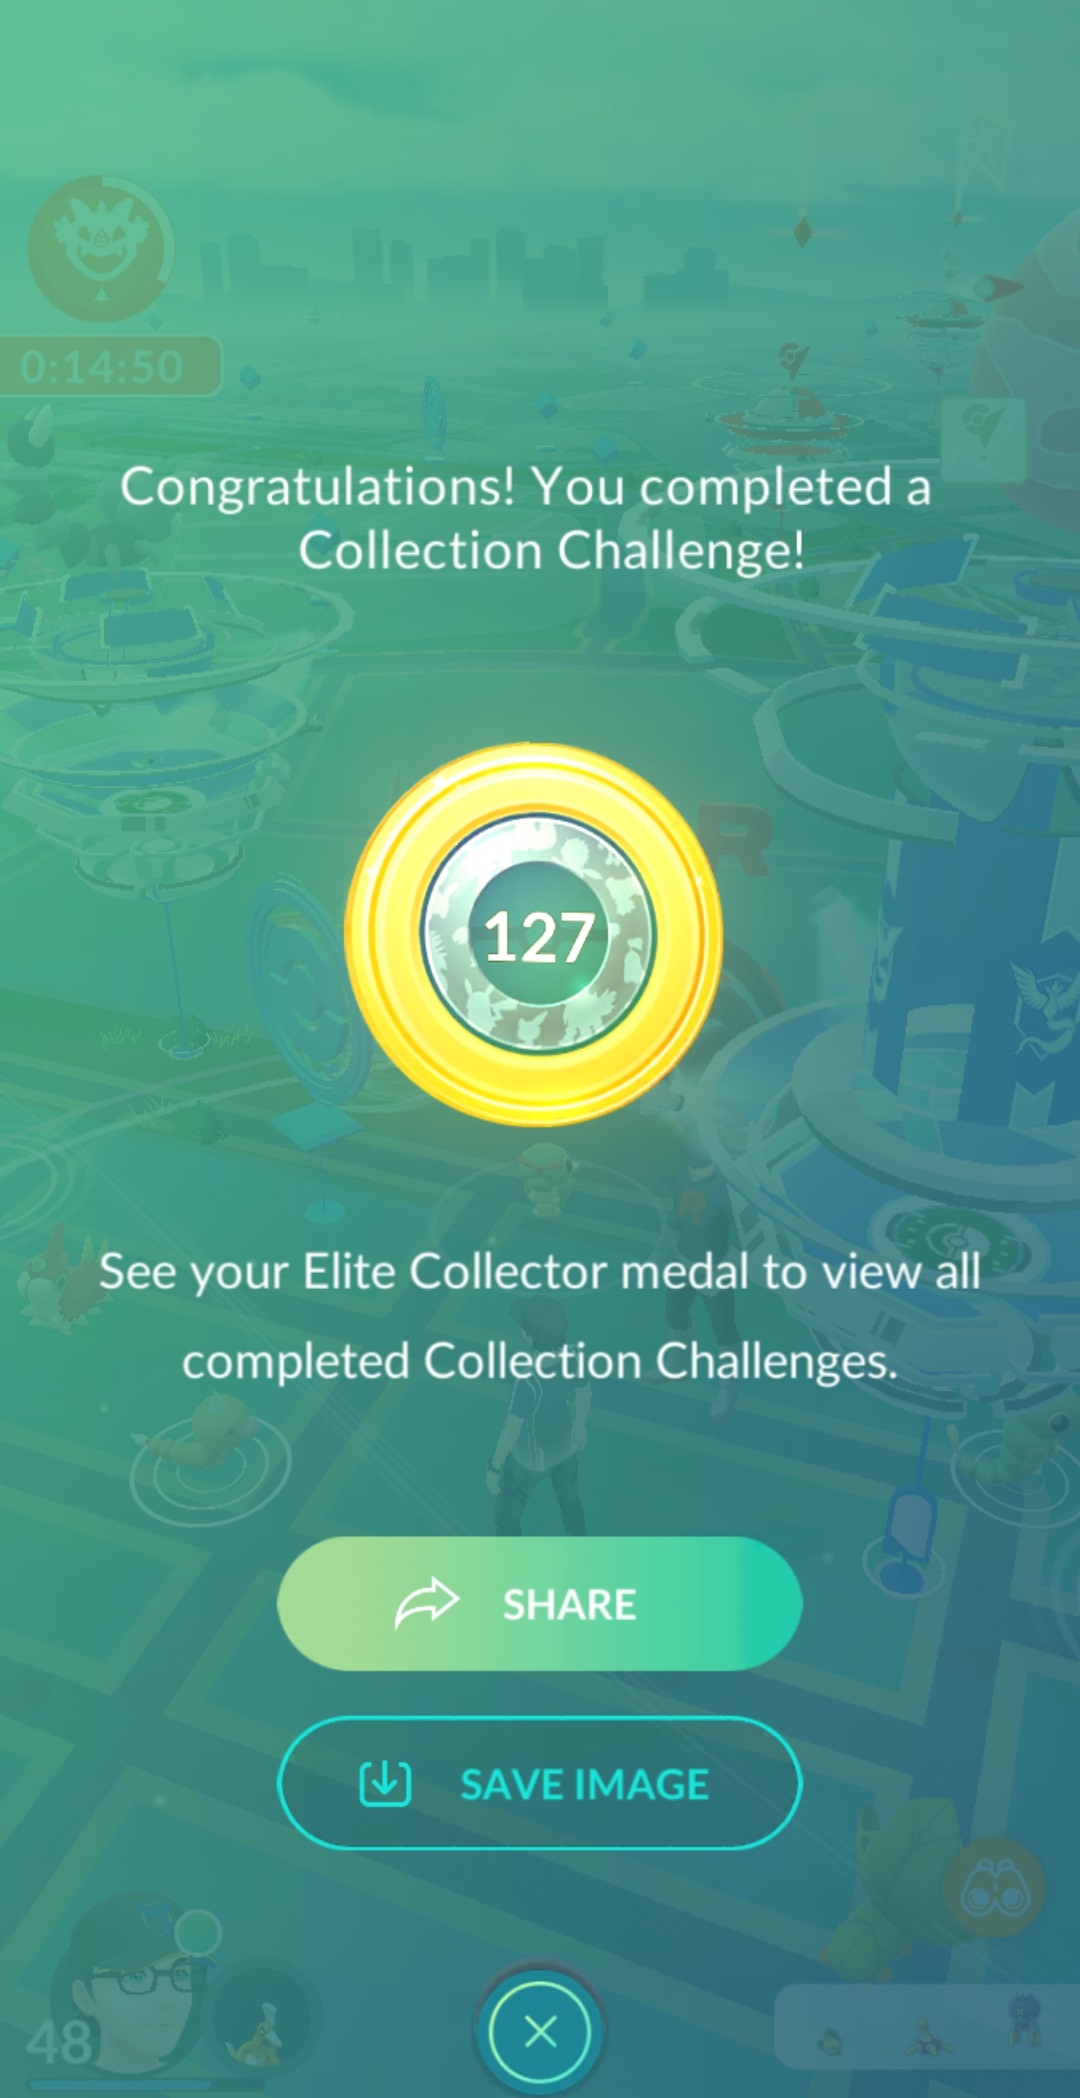 0:14:50
Congratulations! You completed a
Collection Challenge!
R
127
R
See your Elite Collector medal to view all
completed Collection Challenges.
SHARE
SAVE IMAGE
48